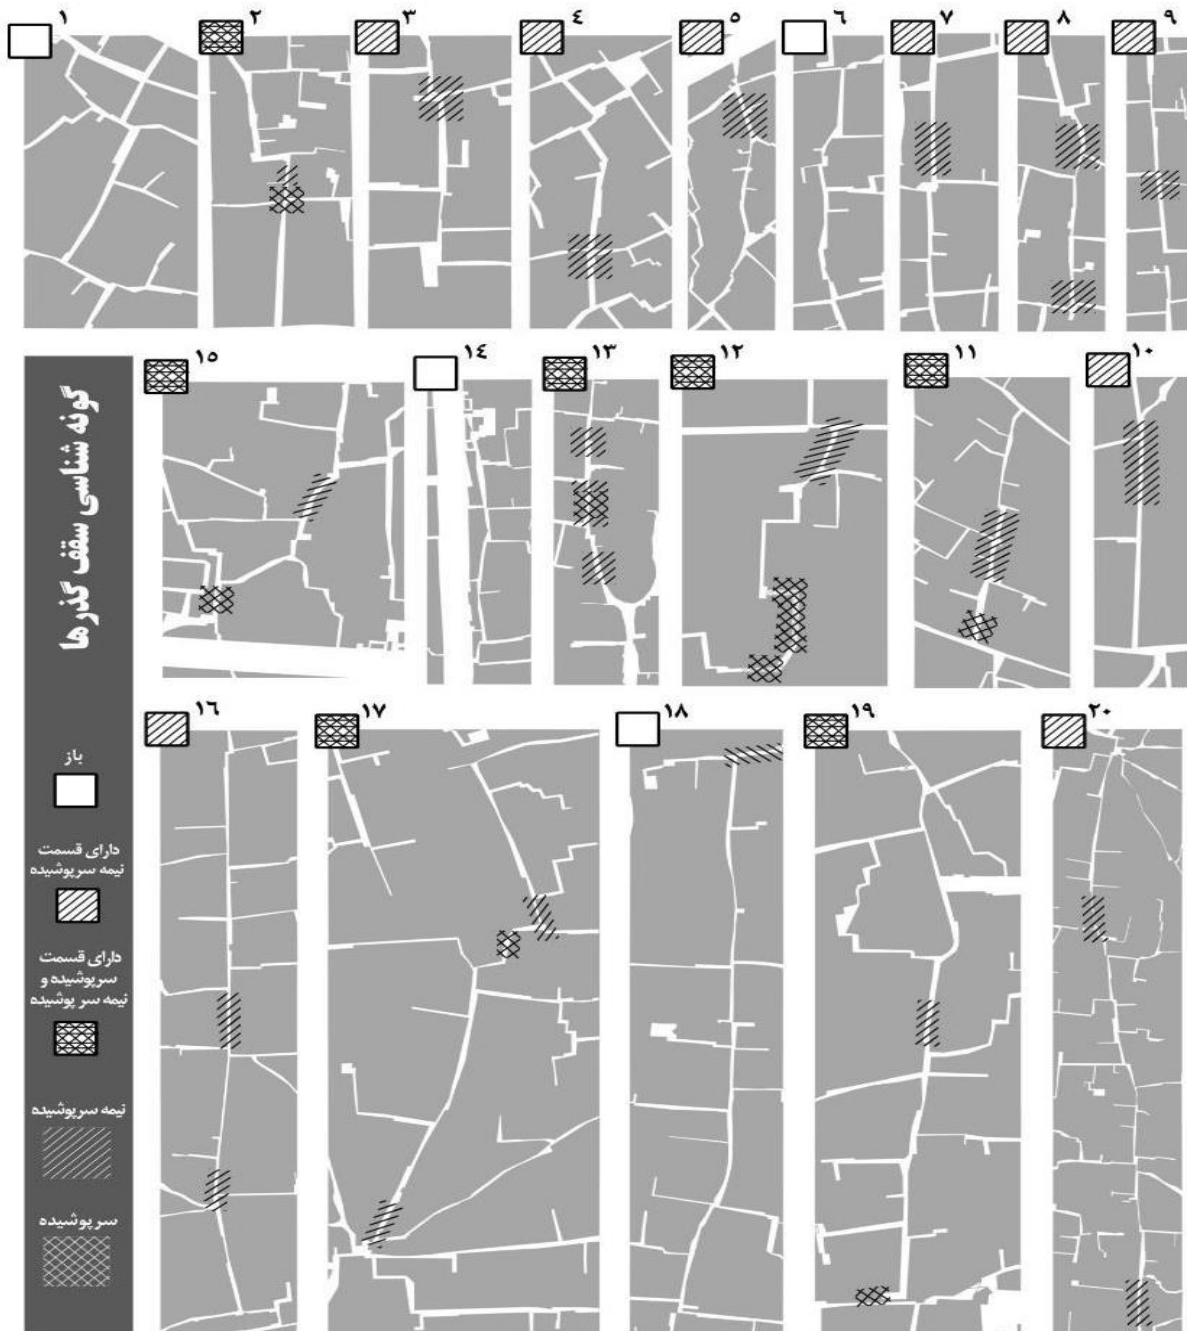 ۱
۲
۳
۴
۵
۶
۷
۸
۹
۱۵
۱۴
۱۳
۱۲
۱۱
۱۰
۱۶
۱۷
۱۸
۱۹
۲۰
گونه شناسی سقف گذرها
باز
دارای قسمت
نیمه سرپوشیده
دارای قسمت
سرپوشیده و
نیمه سر پوشیده
نیمه سرپوشیده
سرپوشیده